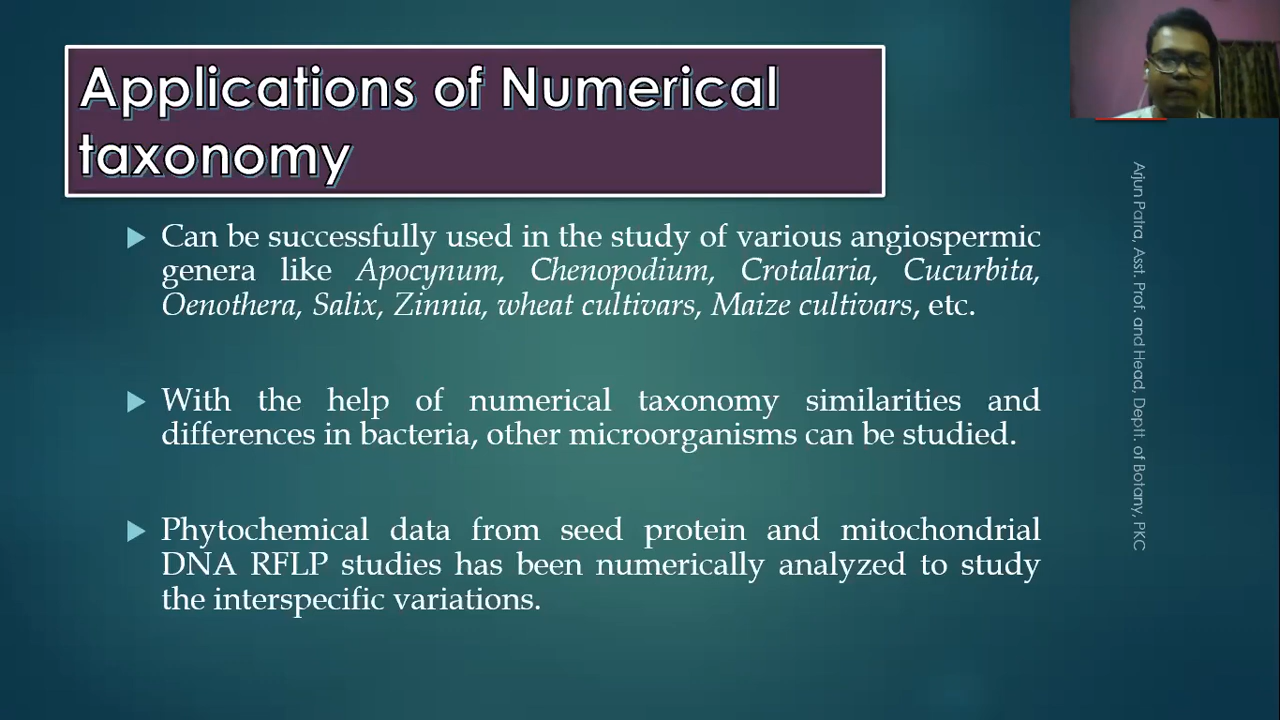 Applications of Numerical
taxonomy
Can be successfully used in the study of various angiospermic
genera like Apocynum, Chenopodium, Crotalaria, Cucurbita,
Oenothera, Salix, Zinnia, wheat cultivars, Maize cultivars, etc.
With the help of numerical taxonomy similarities and
differences in bacteria, other microorganisms can be studied.
Phytochemical data from seed protein and mitochondrial
DNA RFLP studies has been numerically analyzed to study
the interspecific variations.
Arjun Patra, Asst. Prof. and Head, Deptt. of Botany, PKC